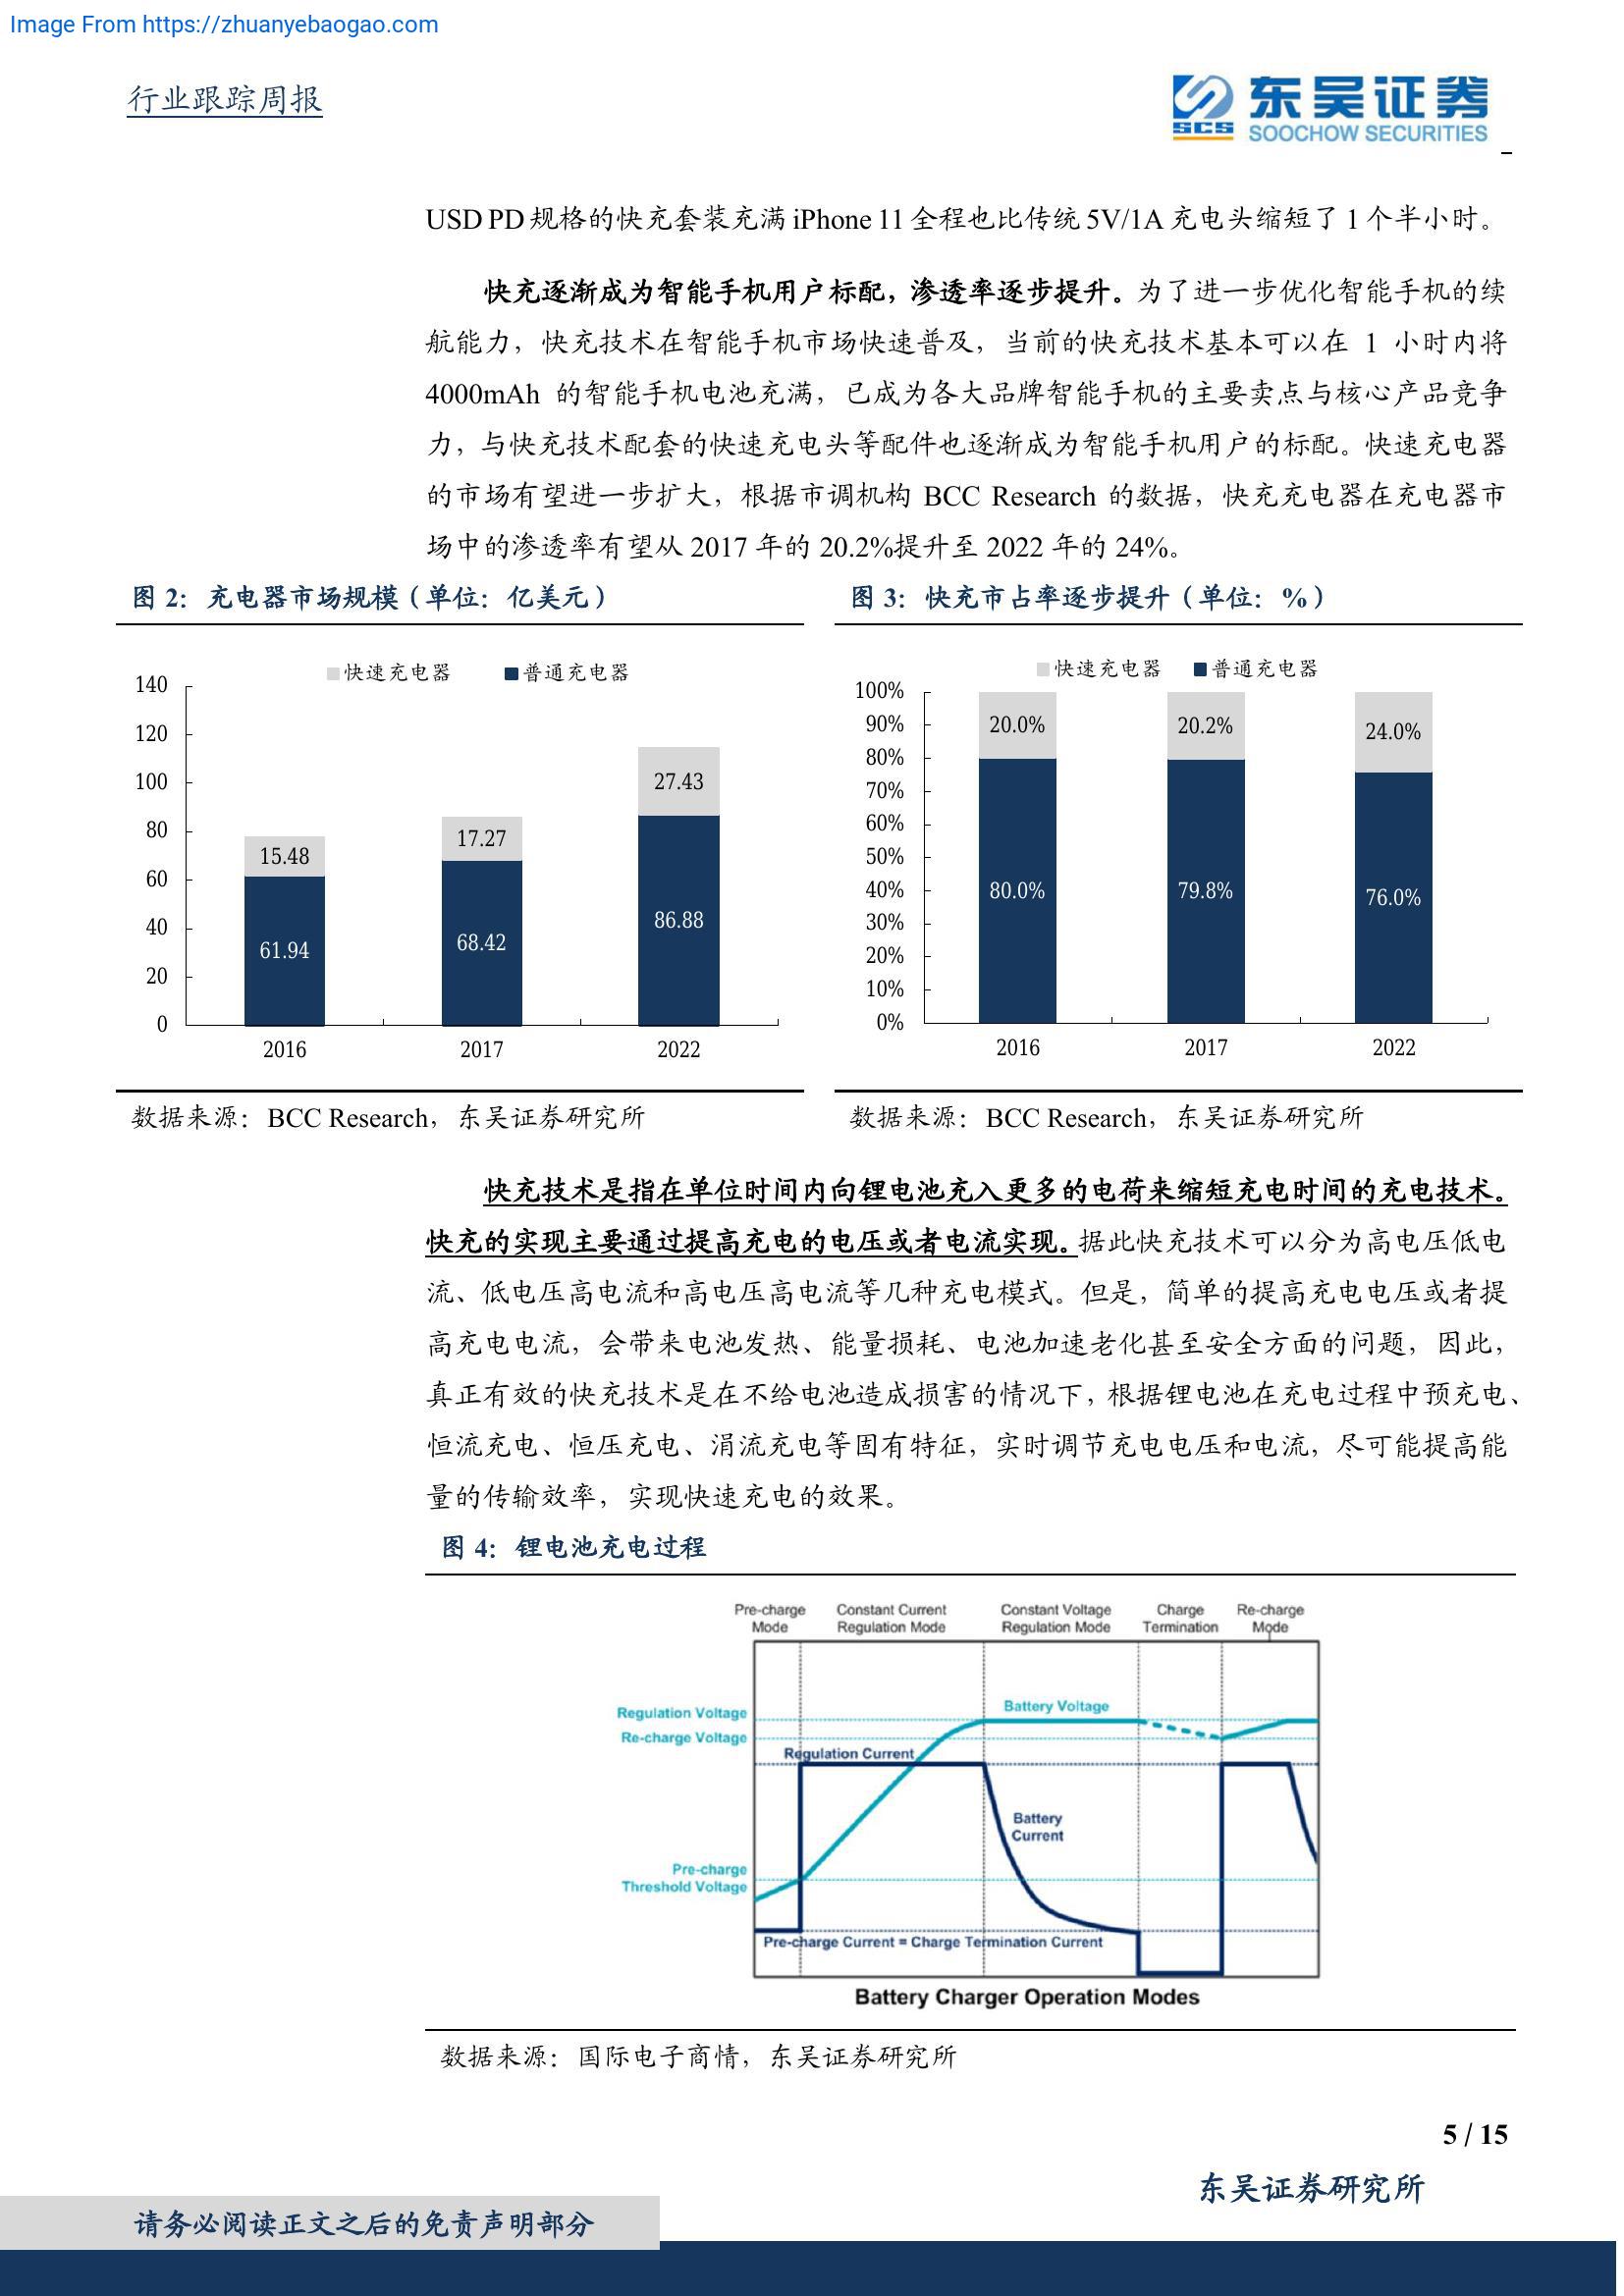 Image From https://zhuanyebaogao.com
行业跟踪周报
东吴证券
SCS
SOOCHOW SECURITIES
USD PD 规格的快充套装充满 iPhone 11 全程也比传统 5V/1A 充电头缩短了 1 个半小时。
快充逐渐成为智能手机用户标配，渗透率逐步提升。为了进一步优化智能手机的续
航能力，快充技术在智能手机市场快速普及，当前的快充技术基本可以在 1 小时内将
4000mAh 的智能手机电池充满，已成为各大品牌智能手机的主要卖点与核心产品竞争
力，与快充技术配套的快速充电头等配件也逐渐成为智能手机用户的标配。快速充电器
的市场有望进一步扩大，根据市调机构 BCC Research 的数据，快充充电器在充电器市
场中的渗透率有望从 2017 年的 20.2%提升至 2022 年的 24%。
图 2：充电器市场规模（单位：亿美元）
快速充电器 普通充电器
140
120
100
80
60
40
20
0
15.48
61.94
17.27
68.42
27.43
86.88
2016 2017 2022
数据来源：BCC Research，东吴证券研究所
图 3：快充市占率逐步提升（单位：%）
快速充电器 普通充电器
100%
90%
80%
70%
60%
50%
40%
30%
20%
10%
0%
20.0%
80.0%
20.2%
79.8%
24.0%
76.0%
2016 2017 2022
数据来源：BCC Research，东吴证券研究所
快充技术是指在单位时间内向锂电池充入更多的电荷来缩短充电时间的充电技术。
快充的实现主要通过提高充电的电压或者电流实现。据此快充技术可以分为高电压低电
流、低电压高电流和高电压高电流等几种充电模式。但是，简单的提高充电电压或者提
高充电电流，会带来电池发热、能量损耗、电池加速老化甚至安全方面的问题，因此，
真正有效的快充技术是在不给电池造成损害的情况下，根据锂电池在充电过程中预充电、
恒流充电、恒压充电、涓流充电等固有特征，实时调节充电电压和电流，尽可能提高能
量的传输效率，实现快速充电的效果。
图 4：锂电池充电过程
Pre-charge Mode
Constant Current Regulation Mode
Constant Voltage Regulation Mode
Charge Termination
Re-charge Mode
Regulation Voltage
Re-charge Voltage
Battery Voltage
Regulation Current
Battery Current
Pre-charge Threshold Voltage
Pre-charge Current = Charge Termination Current
Battery Charger Operation Modes
数据来源：国际电子商情，东吴证券研究所
5 / 15
东吴证券研究所
请务必阅读正文之后的免责声明部分